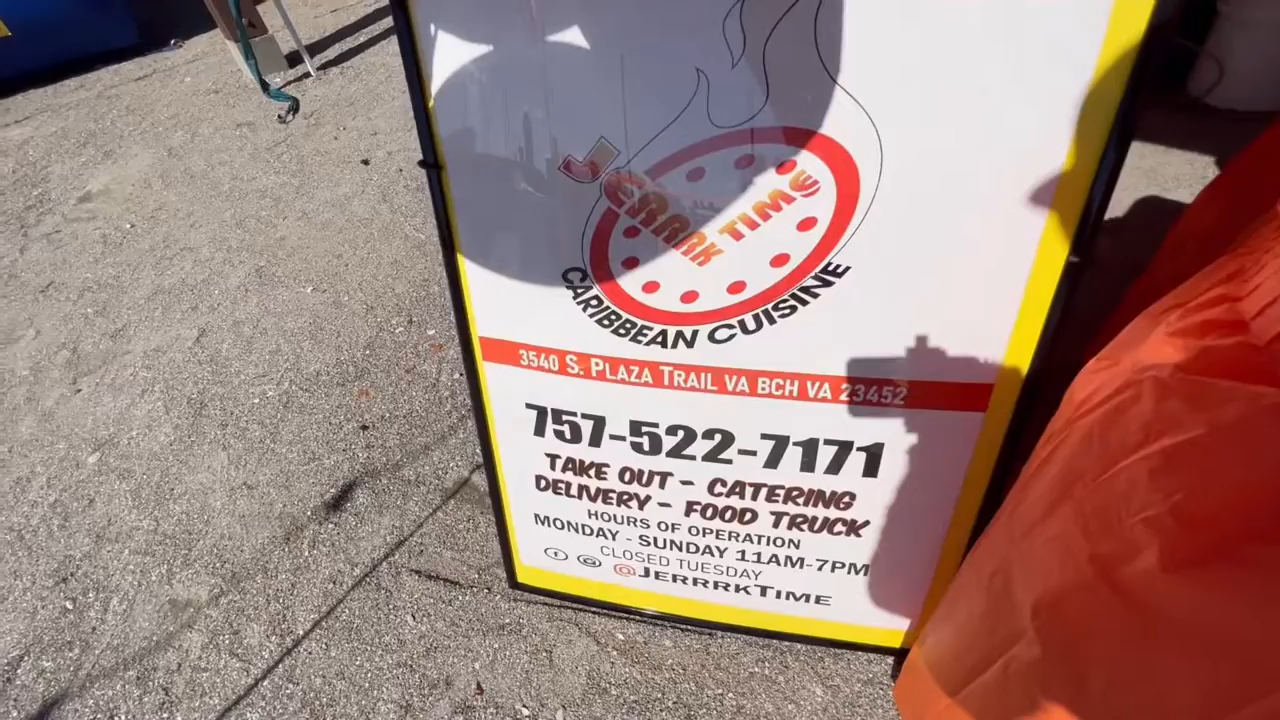 JERRRK TIME
CARIBBEAN CUISINE
3540 S. PLAZA TRAIL VA BCH VA 23452
757-522-7171
TAKE OUT - CATERING
DELIVERY - FOOD TRUCK
HOURS OF OPERATION
MONDAY - SUNDAY 11AM-7PM
CLOSED TUESDAY
@JERRRKTIME